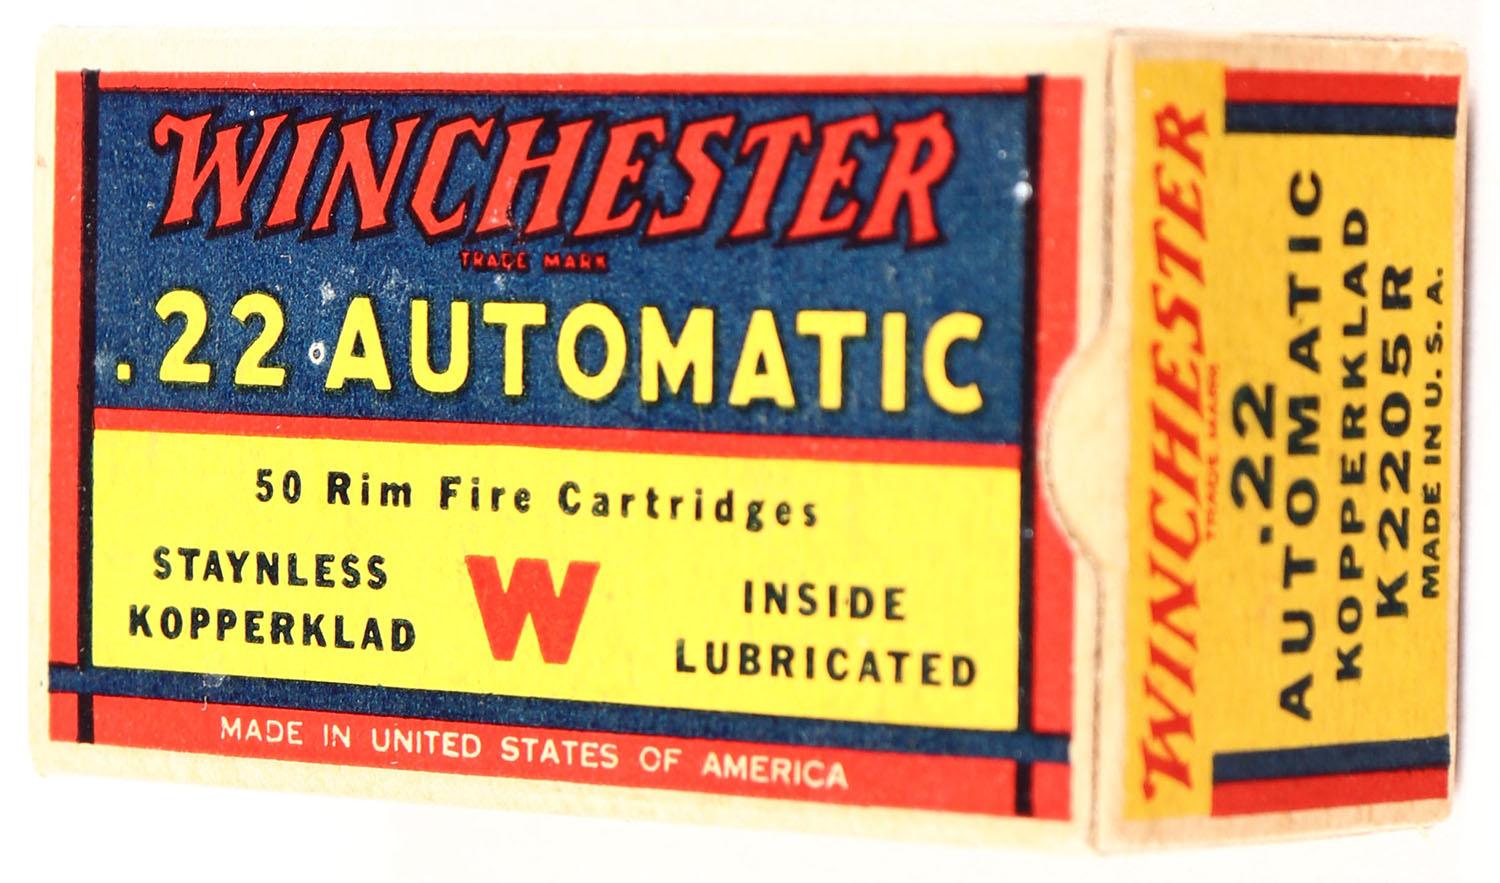 WINCHESTER
TRADE MARK
.22 AUTOMATIC
50 Rim Fire Cartridges
STAYNLESS
KOPPERKLAD
W
INSIDE
LUBRICATED
MADE IN UNITED STATES OF AMERICA
WINCHESTER
TRADE MARK
.22
AUTOMATIC
KOPPERKLAD
K2205R
MADE IN U. S. A.